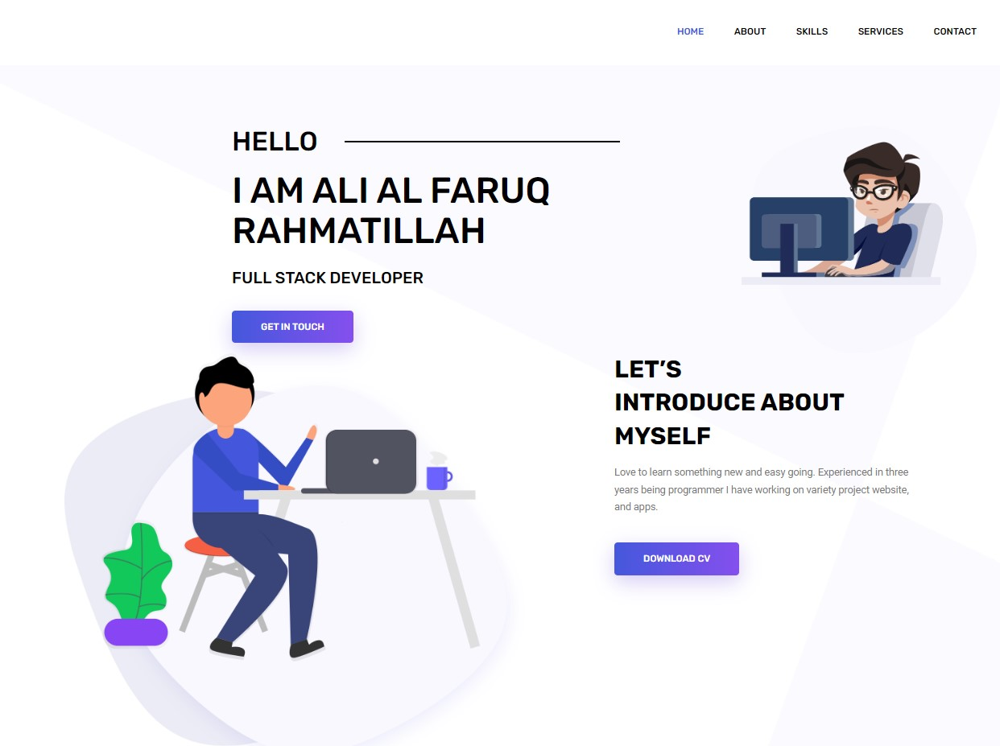 HOME ABOUT SKILLS SERVICES CONTACT
HELLO
I AM ALI AL FARUQ
RAHMATILLAH
FULL STACK DEVELOPER
GET IN TOUCH
LET’S
INTRODUCE ABOUT
MYSELF
Love to learn something new and easy going. Experienced in three
years being programmer I have working on variety project website,
and apps.
DOWNLOAD CV